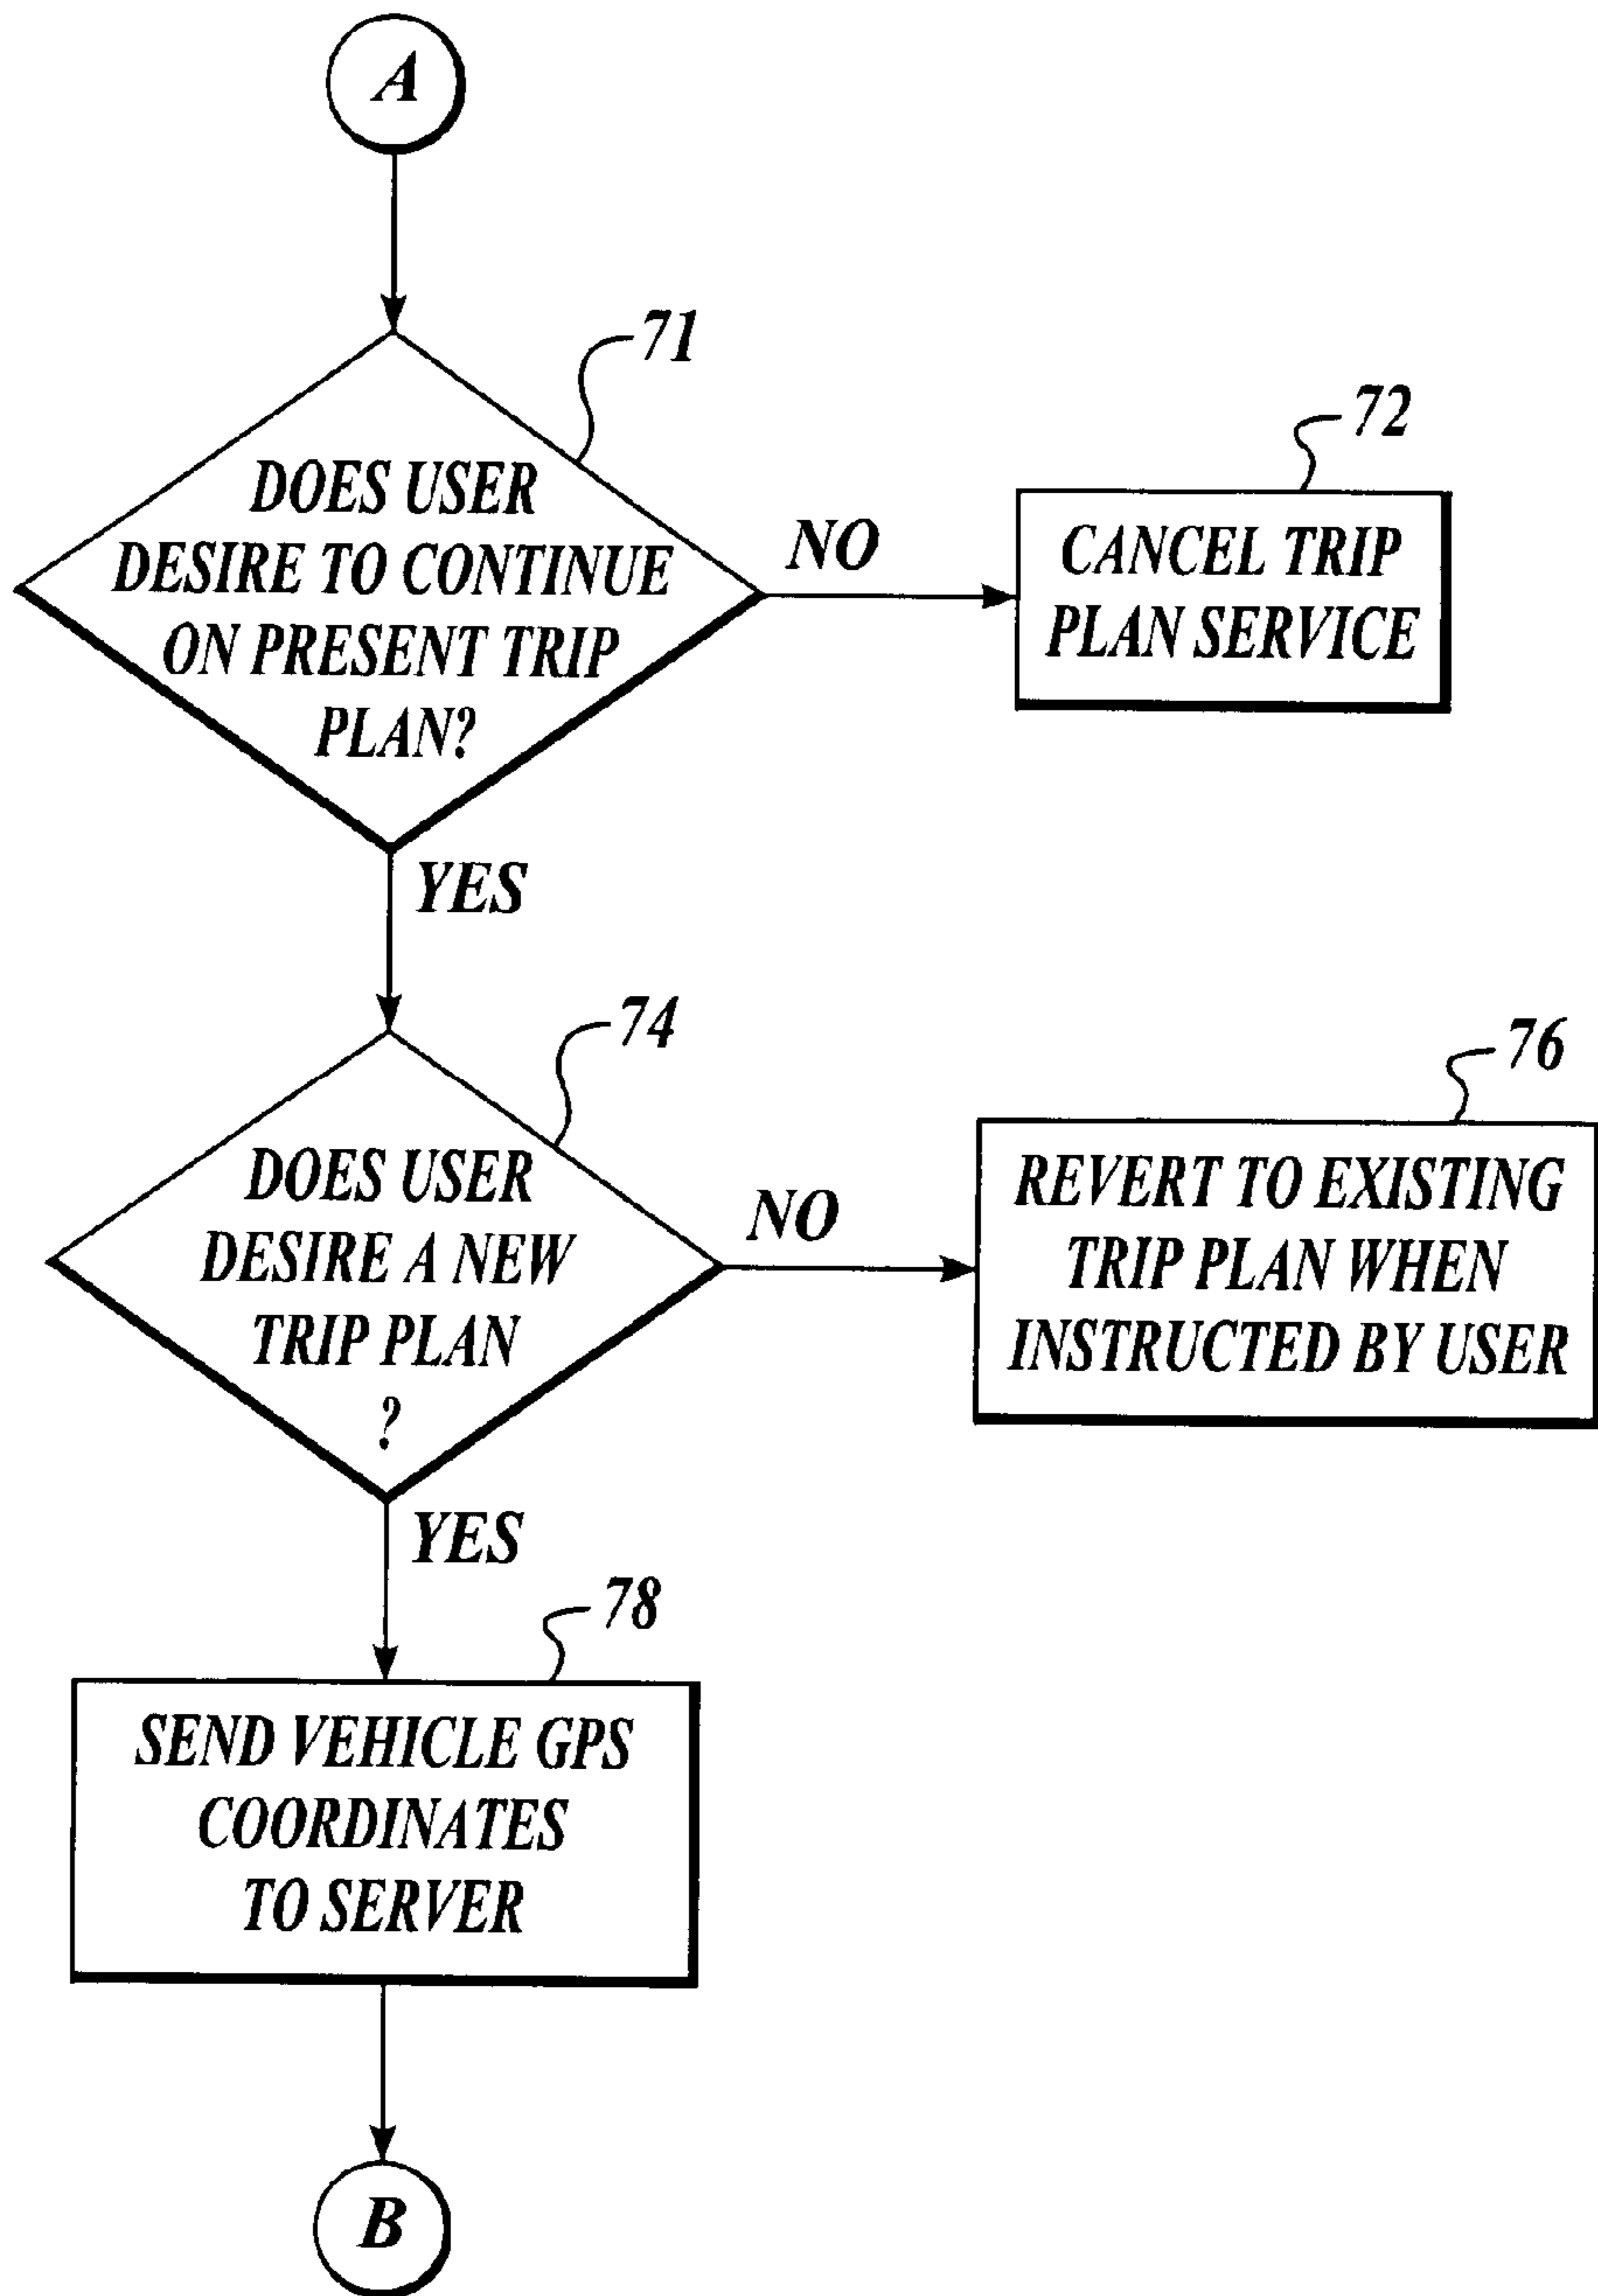 A
71
DOES USER
DESIRE TO CONTINUE
ON PRESENT TRIP
PLAN?
NO
72
CANCEL TRIP
PLAN SERVICE
YES
74
DOES USER
DESIRE A NEW
TRIP PLAN
?
NO
76
REVERT TO EXISTING
TRIP PLAN WHEN
INSTRUCTED BY USER
YES
78
SEND VEHICLE GPS
COORDINATES
TO SERVER
B